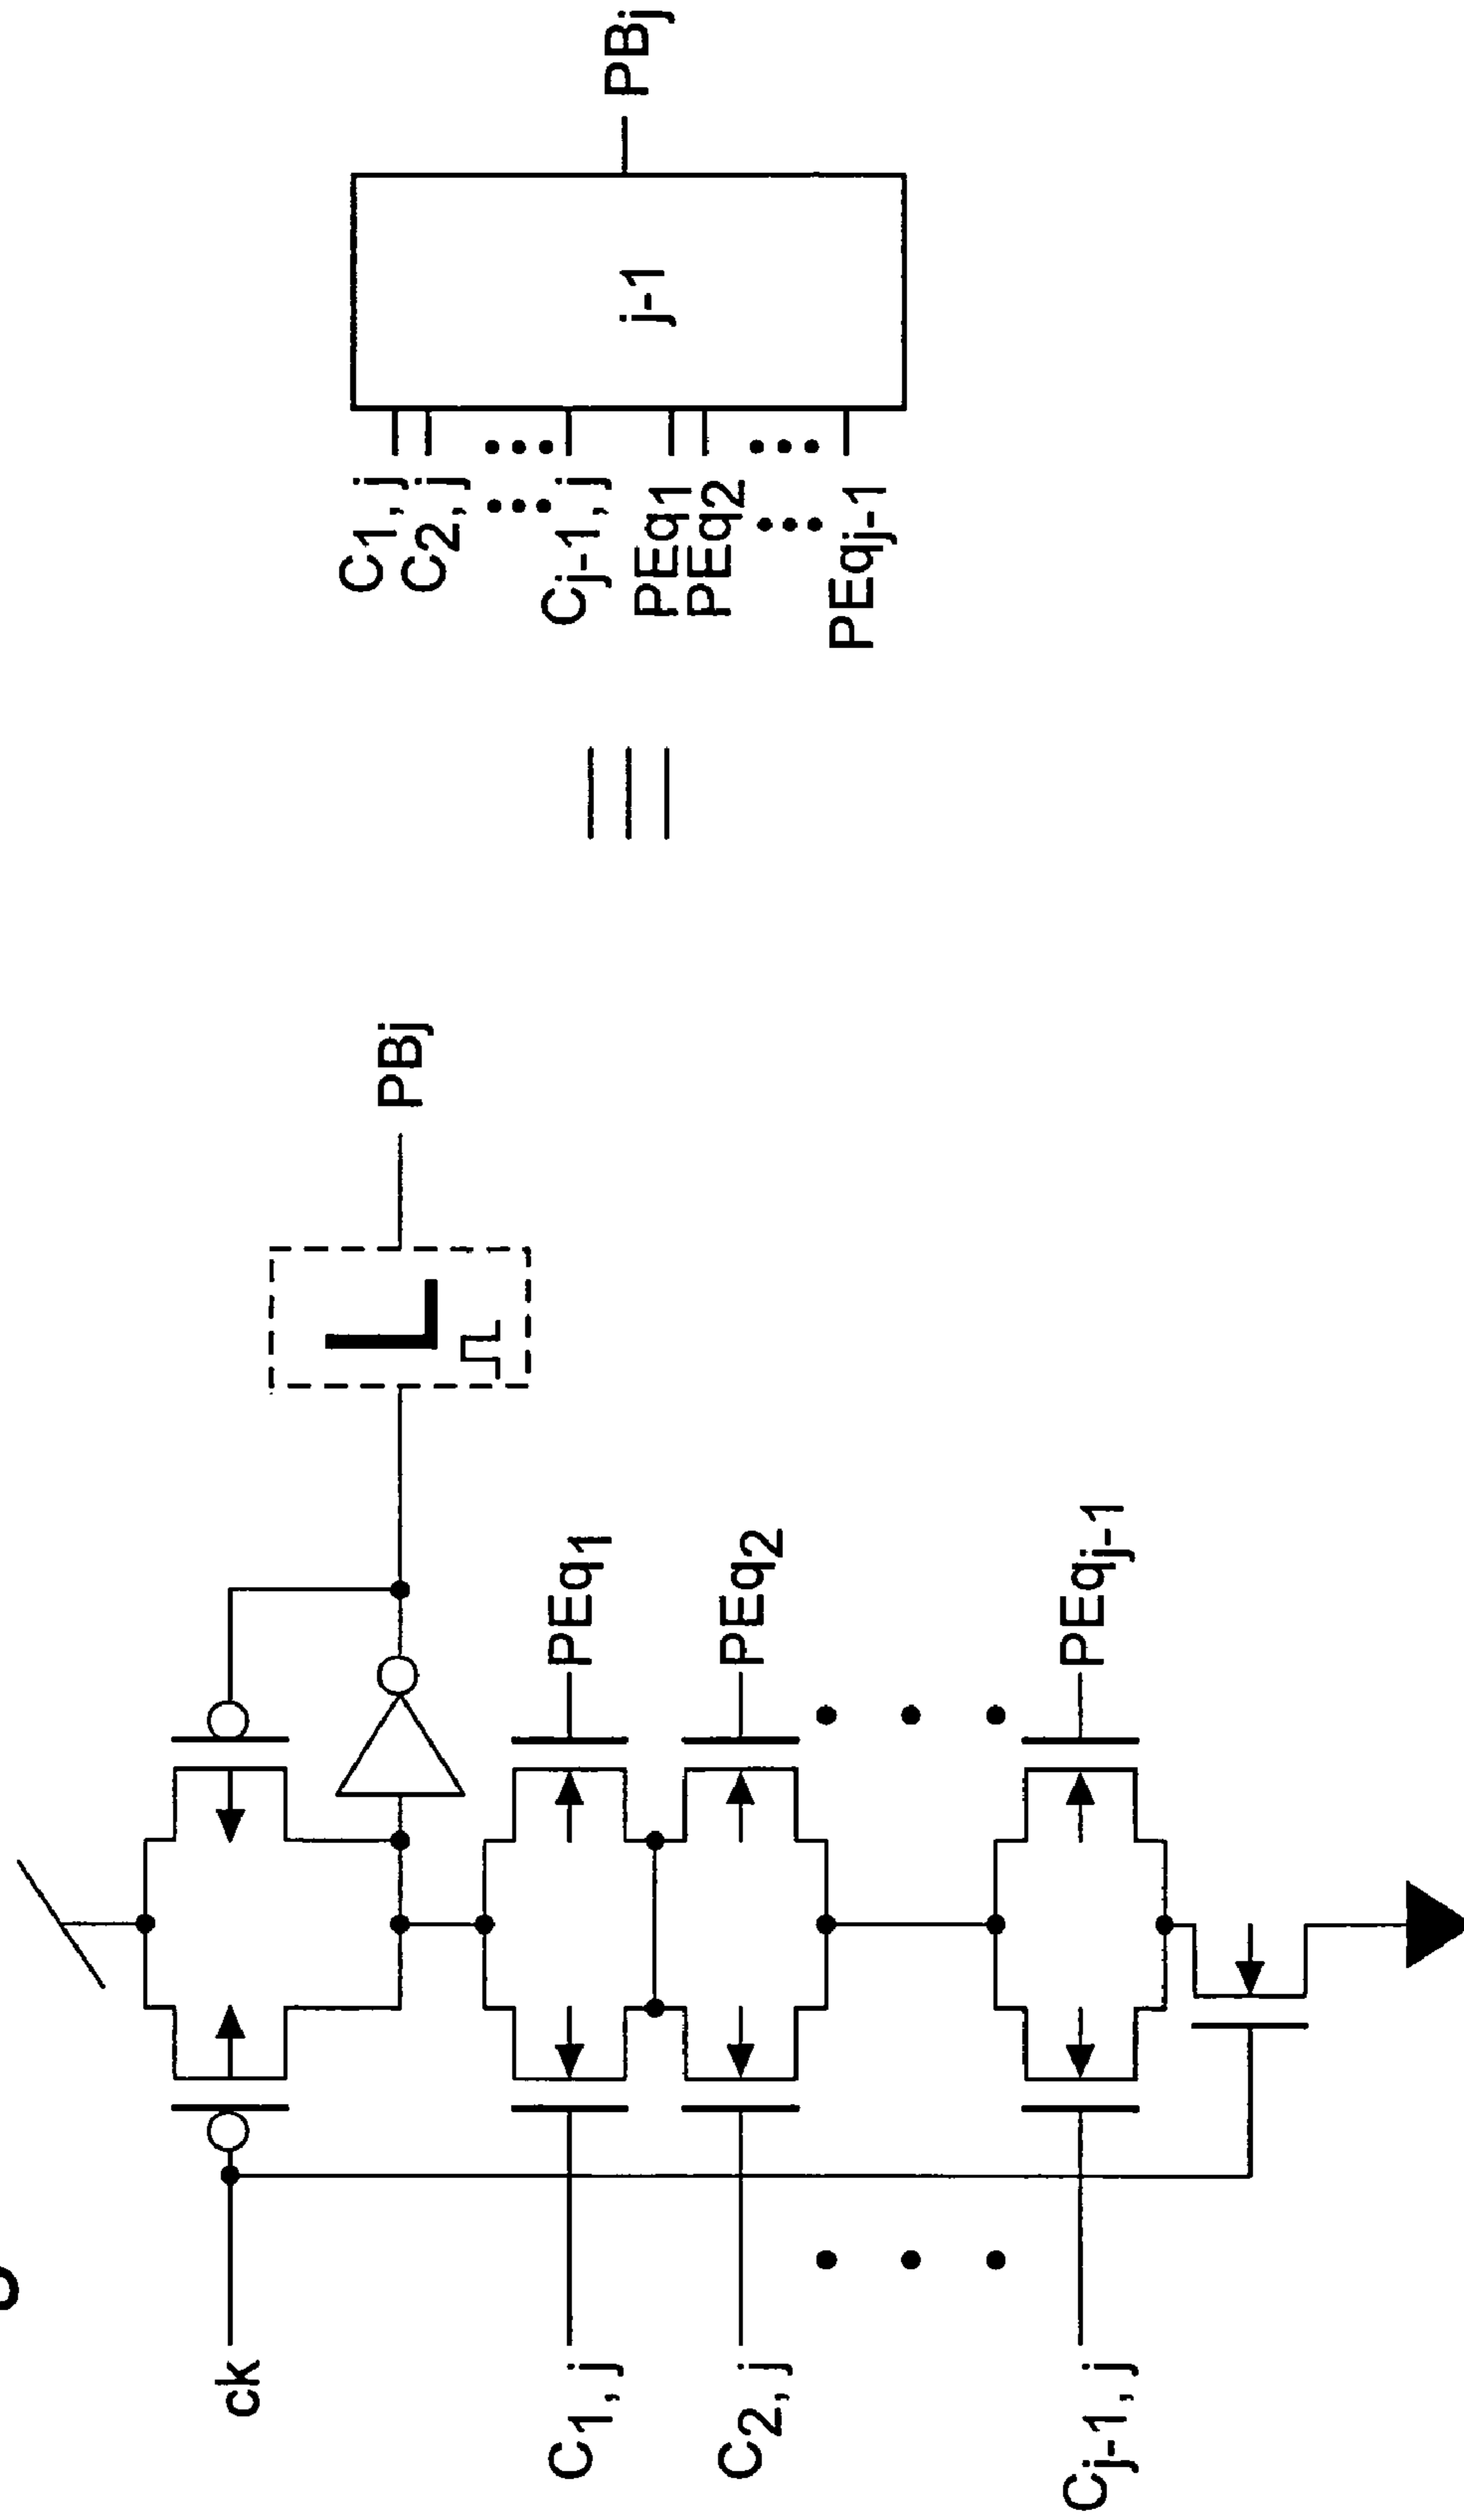 ck
C1, j
C2, j
Cj-1, j
PEq1
PEq2
PEqj-1
L
PBj
C1, j
C2, j
Cj-1, j
PEq1
PEq2
PEqj-1
j-1
PBj